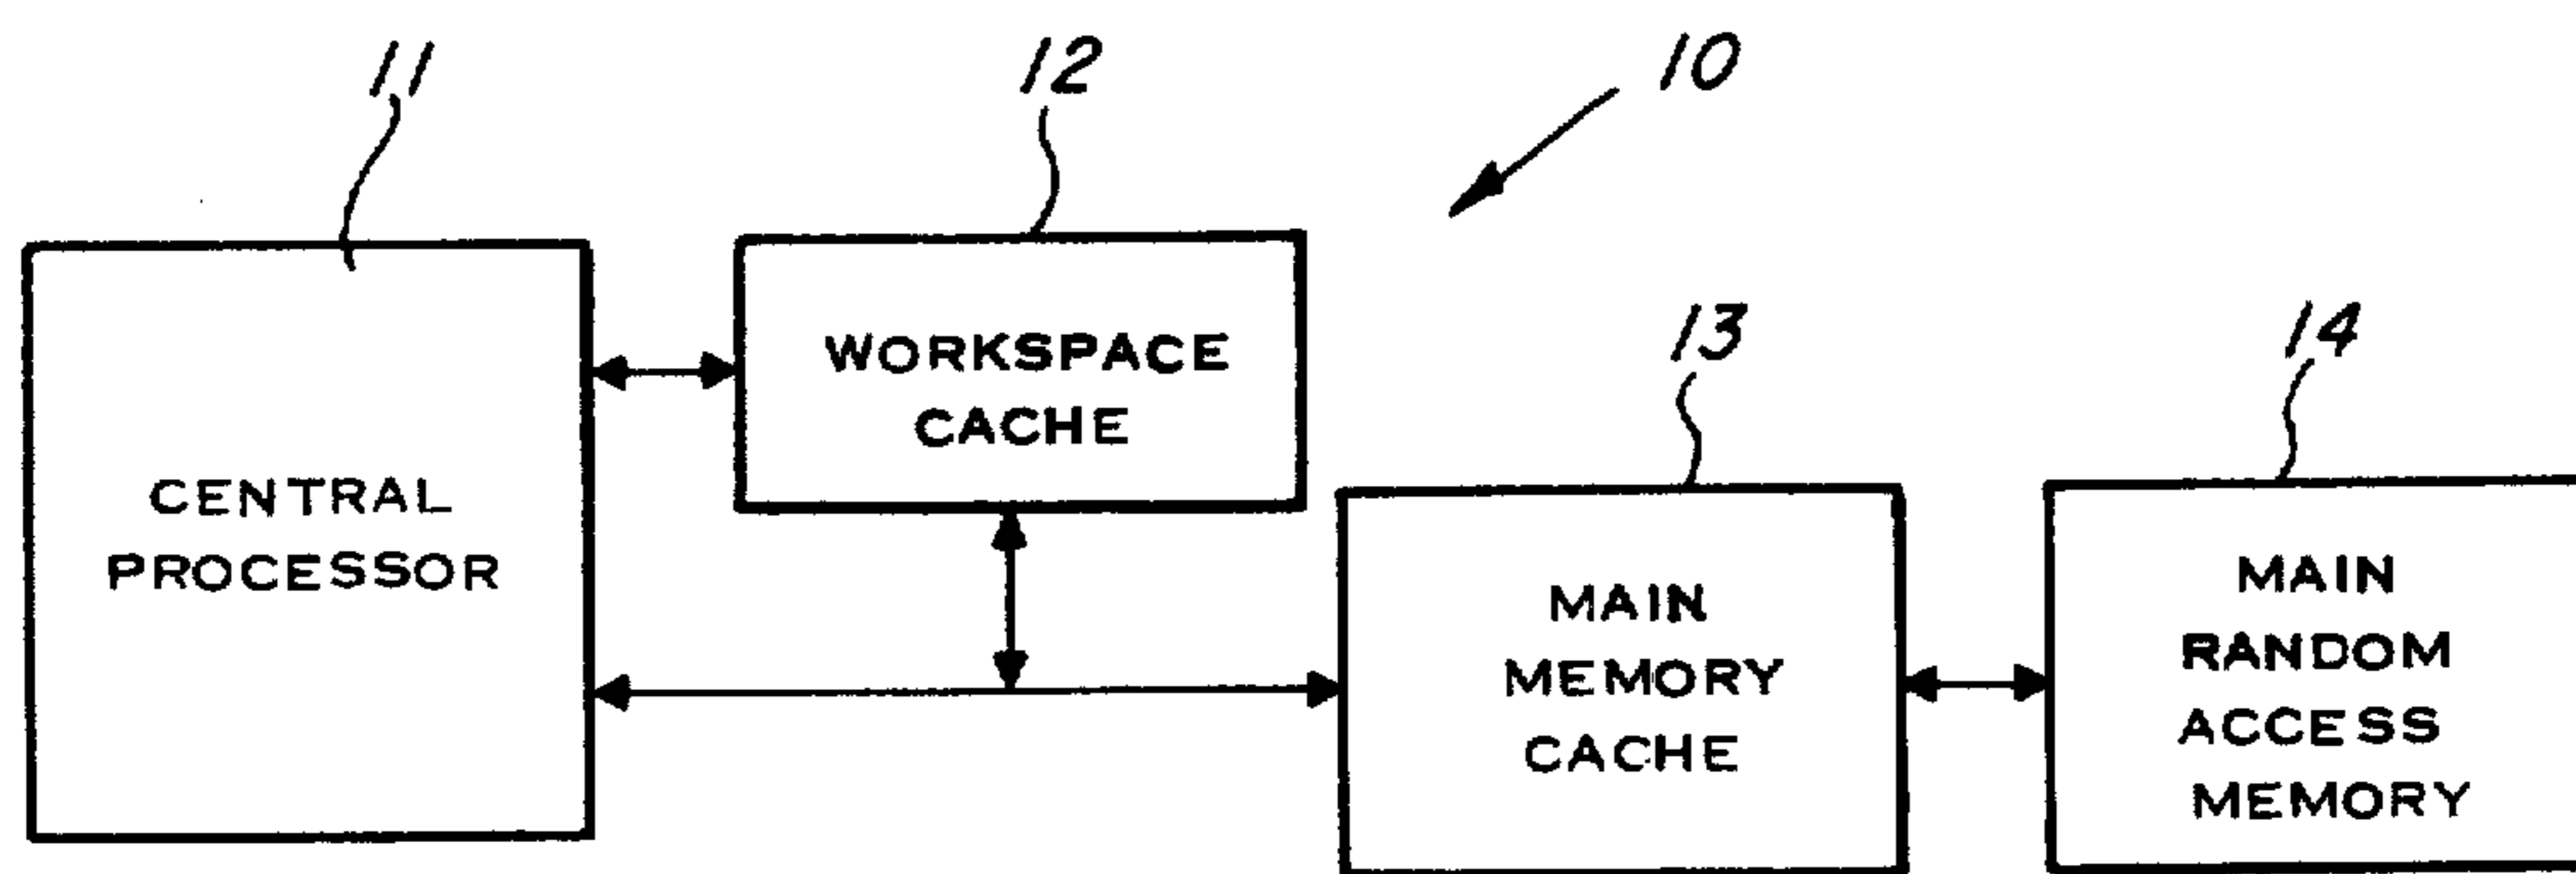 11
12
10
13
14
CENTRAL
PROCESSOR
WORKSPACE
CACHE
MAIN
MEMORY
CACHE
MAIN
RANDOM
ACCESS
MEMORY